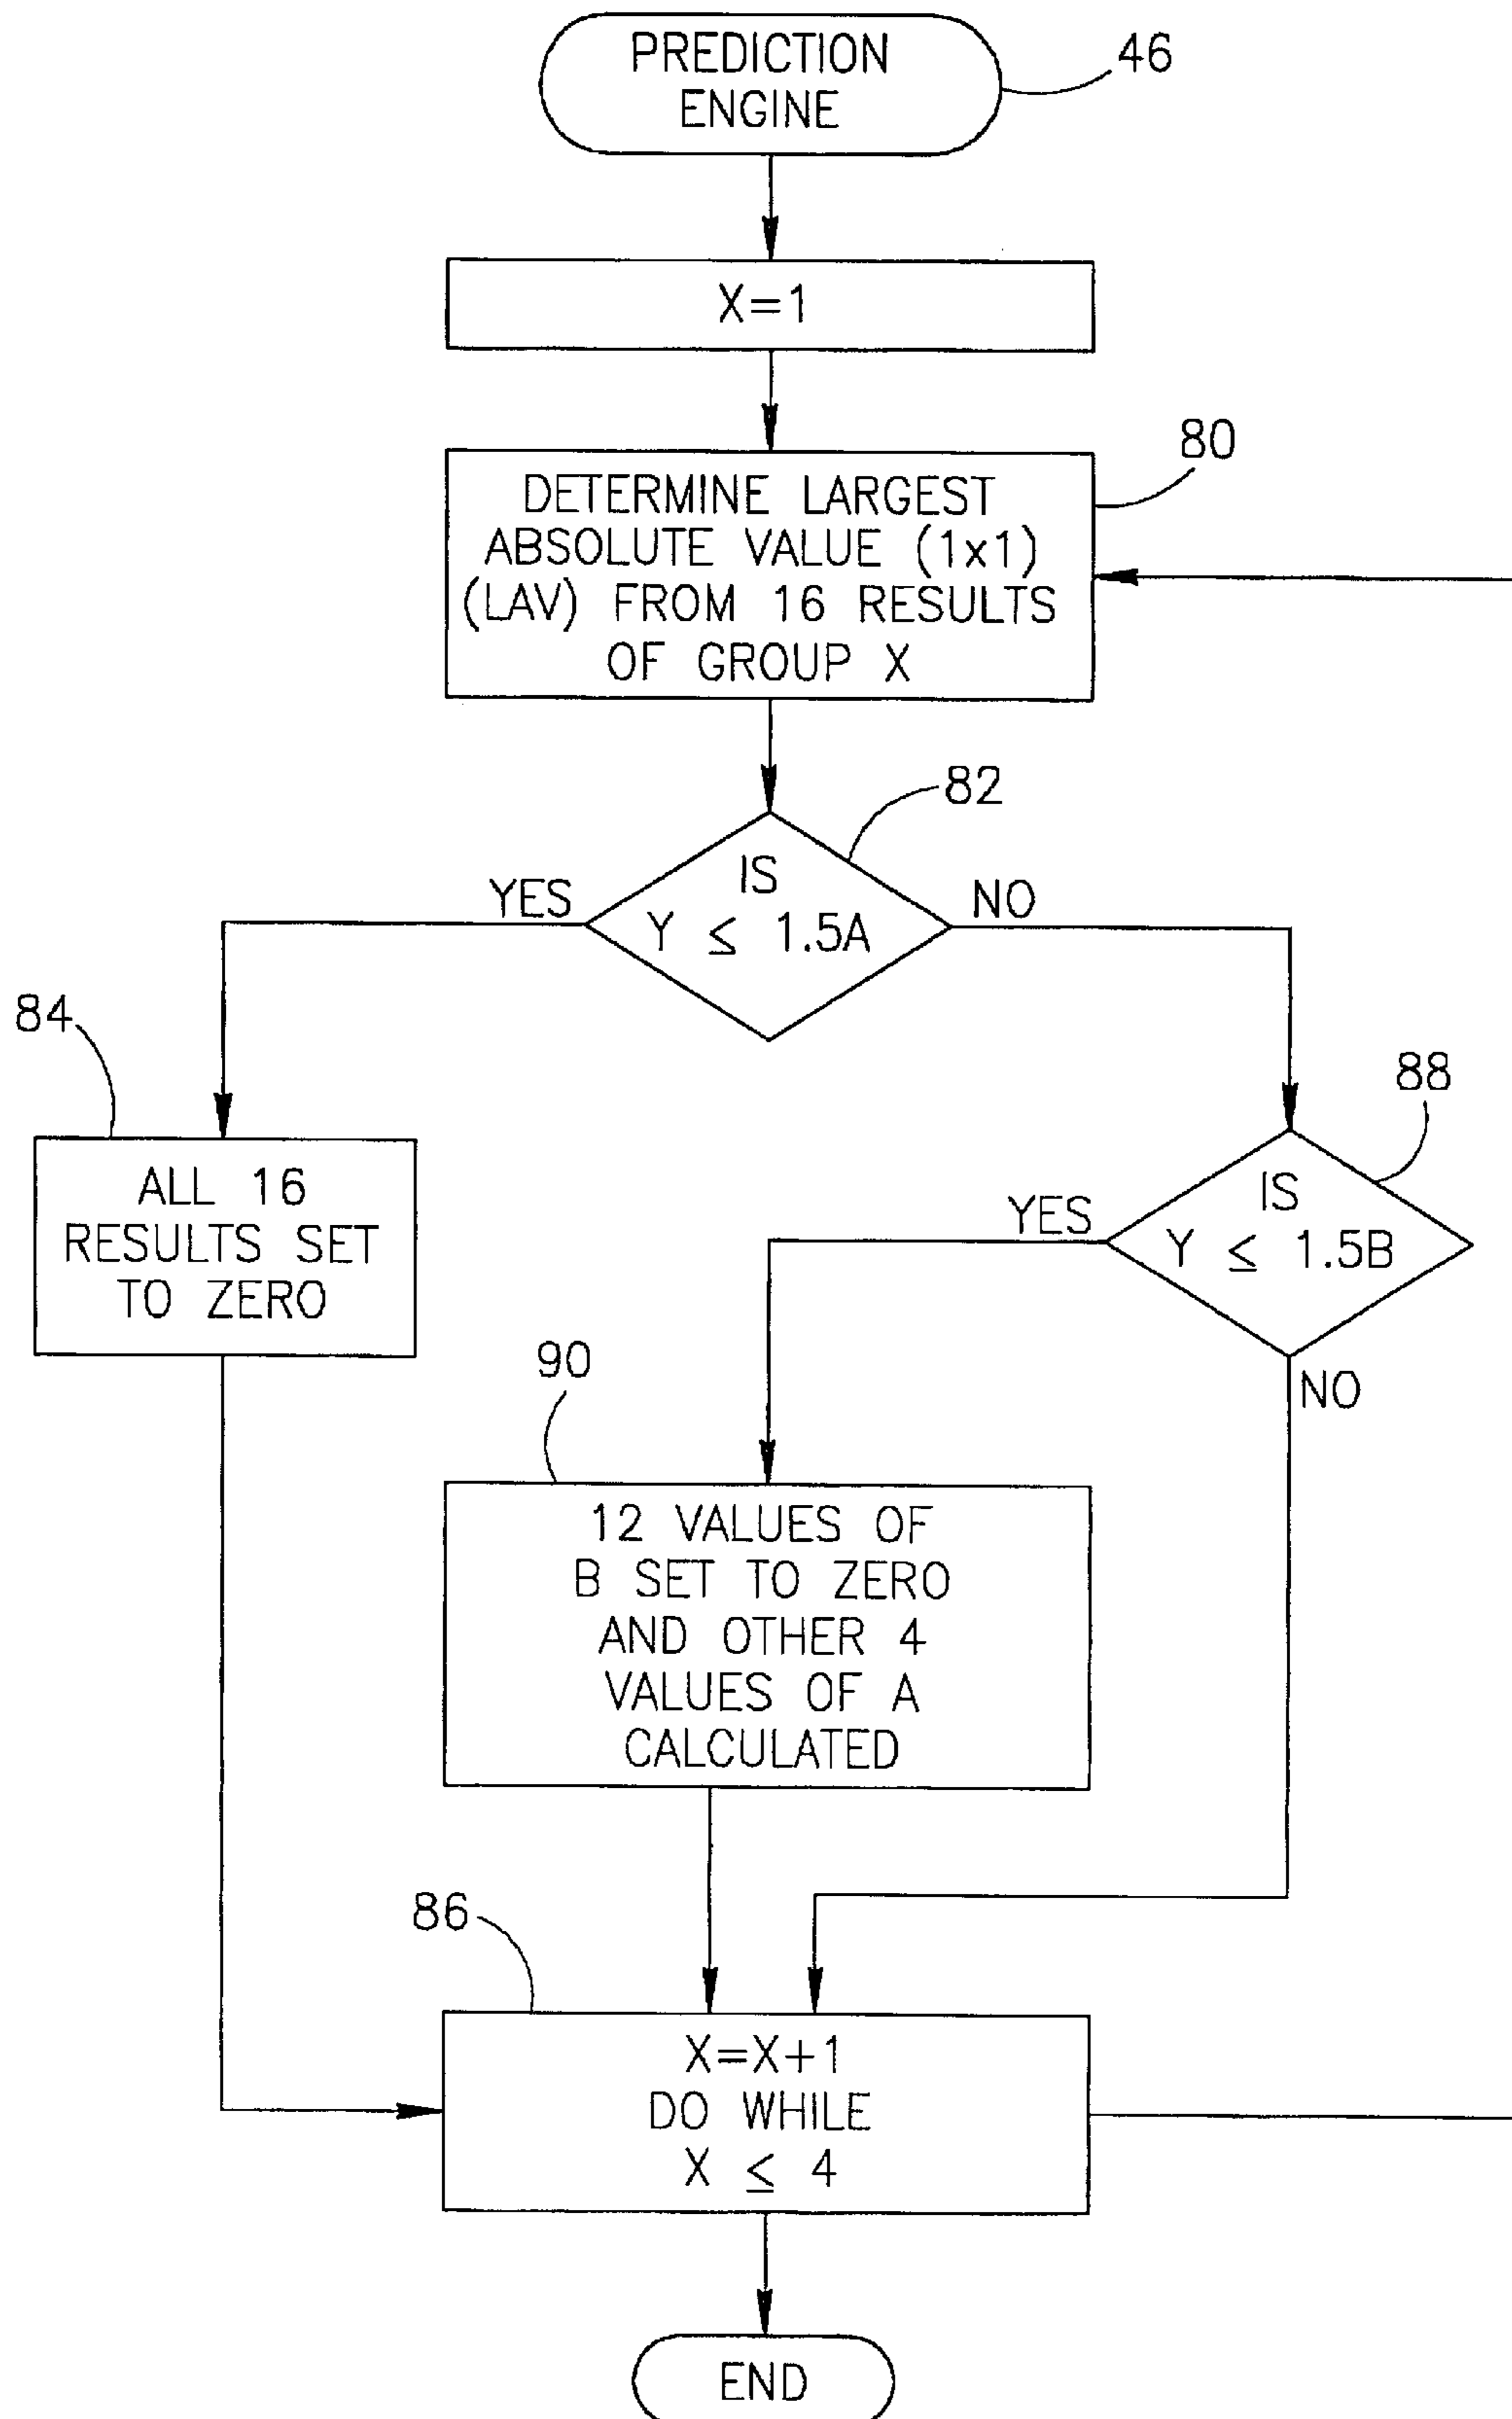 PREDICTION
ENGINE
46
X=1
80
DETERMINE LARGEST
ABSOLUTE VALUE (1x1)
(LAV) FROM 16 RESULTS
OF GROUP X
82
IS
Y ≤ 1.5A
YES
NO
84
ALL 16
RESULTS SET
TO ZERO
88
IS
Y ≤ 1.5B
YES
NO
90
12 VALUES OF
B SET TO ZERO
AND OTHER 4
VALUES OF A
CALCULATED
86
X=X+1
DO WHILE
X ≤ 4
END